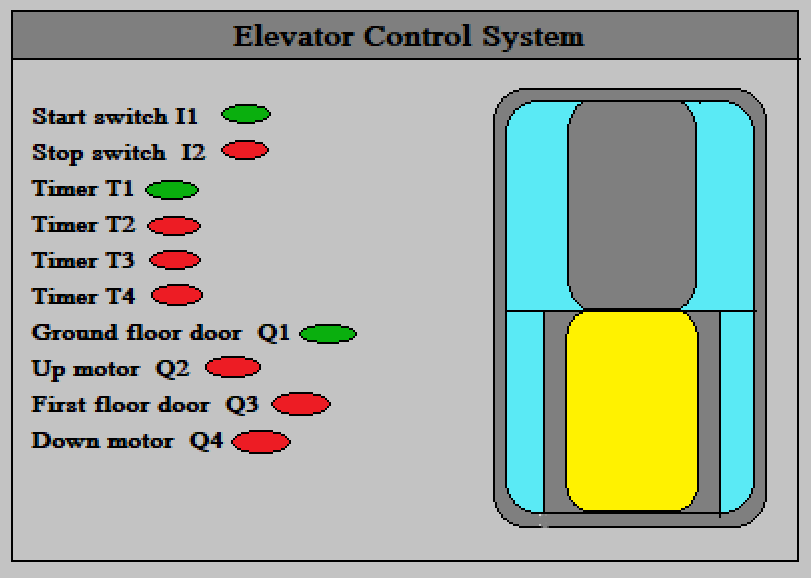 Elevator Control System
Start switch I1
Stop switch I2
Timer T1
Timer T2
Timer T3
Timer T4
Ground floor door Q1
Up motor Q2
First floor door Q3
Down motor Q4